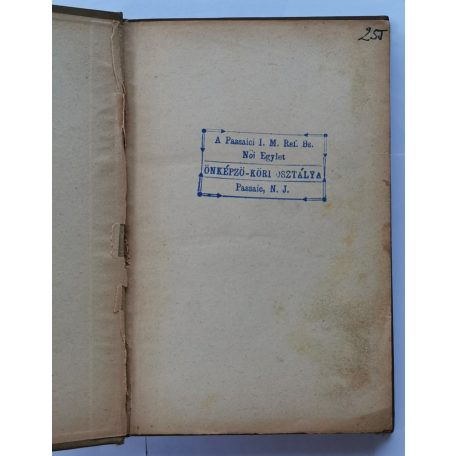 255
A Passaici I. M. Ref. Bs.
Női Egylet
ÖNKÉPZŐ-KÖRI OSZTÁLYA
Passaic, N. J.